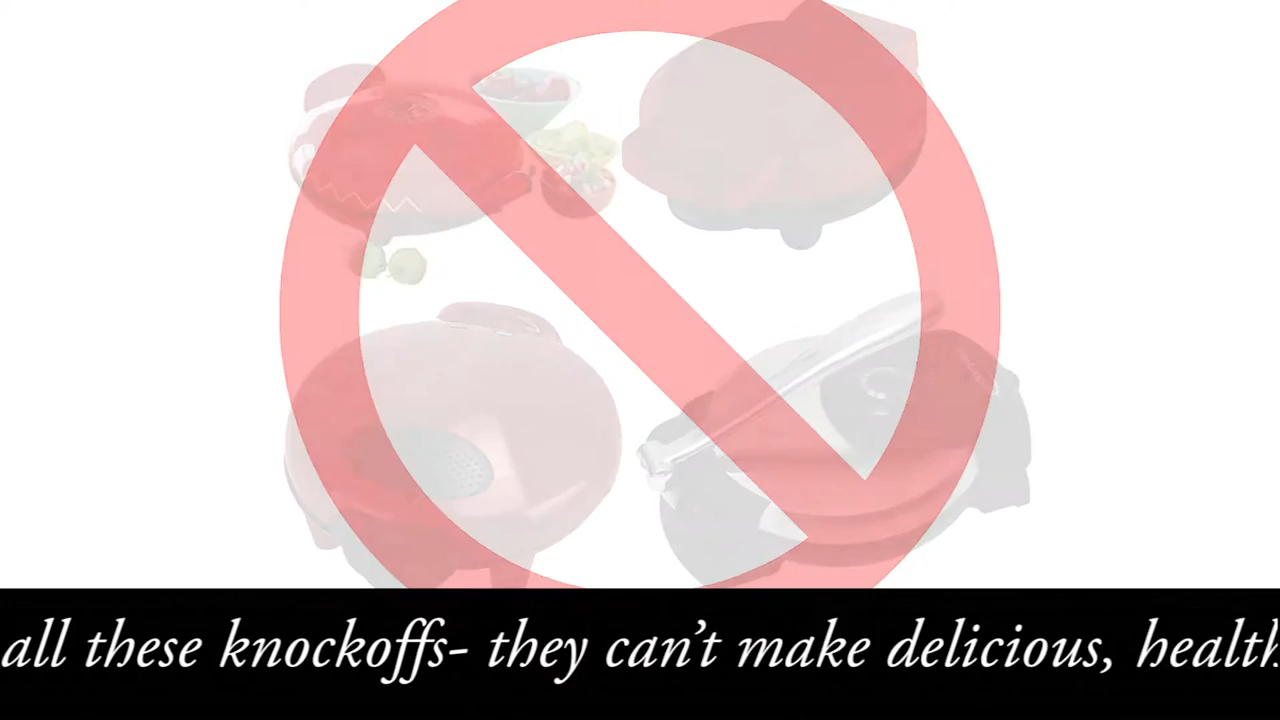 all these knockoffs- they can’t make delicious, health